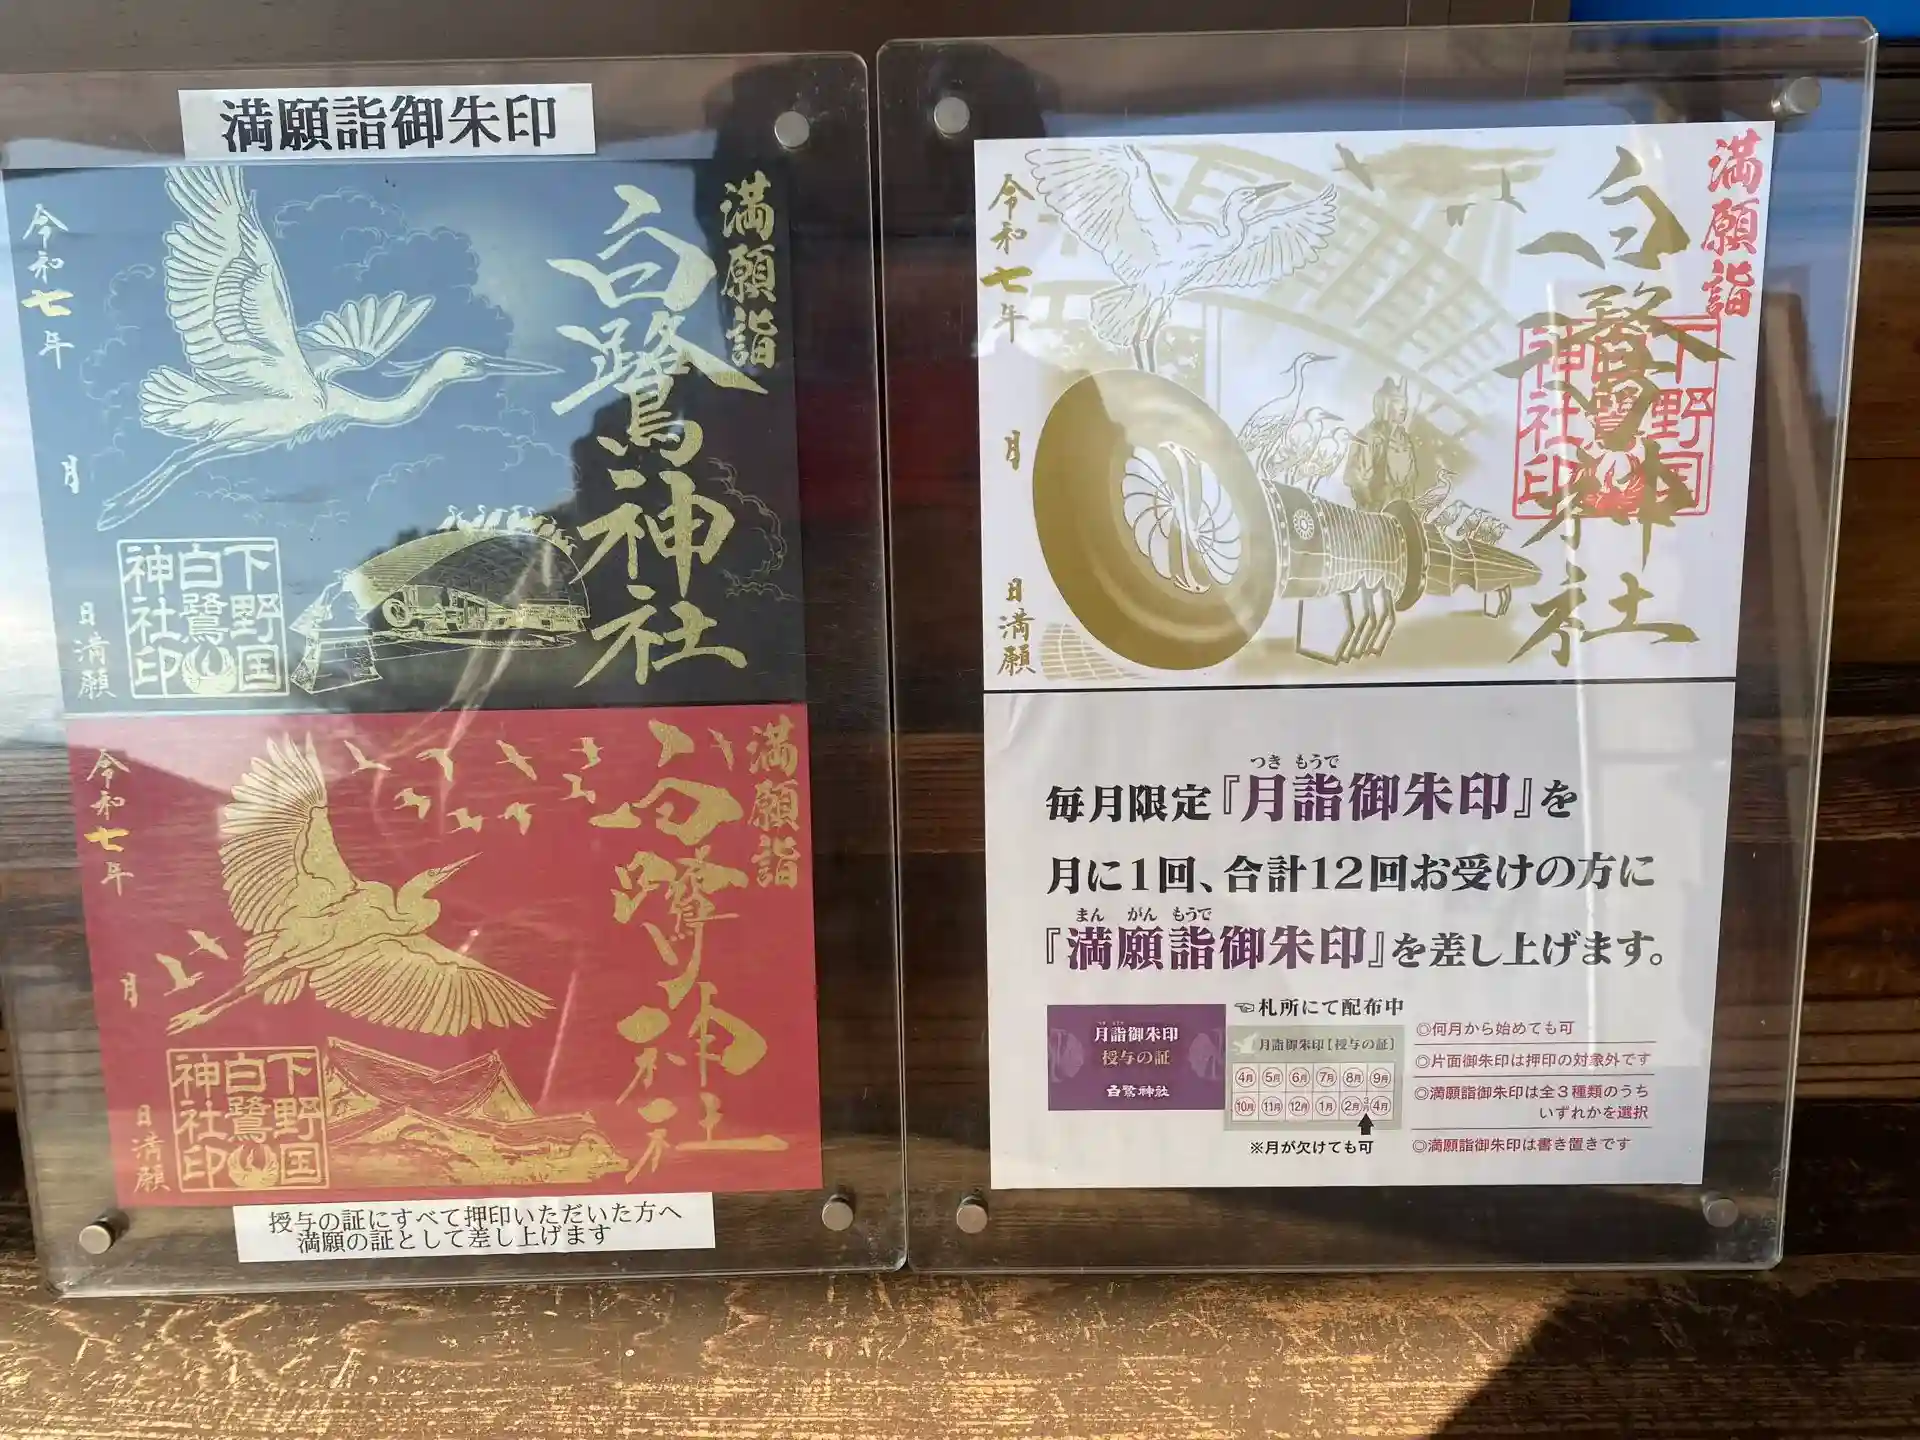 満願詣御朱印
満願詣
白鷺神社
令和七年
月
日満願
下野国
白鷺
神社印
満願詣
白鷺神社
令和七年
月
日満願
下野国
白鷺
神社印
授与の証にすべて押印いただいた方へ
満願の証として差し上げます
満願詣
白鷺神社
下野国
白鷺
神社印
令和七年
月
日満願
つき もうで
毎月限定『月詣御朱印』を
月に1回、合計12回お受けの方に
まん がん もうで
『満願詣御朱印』を差し上げます。
☜札所にて配布中
つき もうで
月詣御朱印
授与の証
白鷺神社
月詣御朱印［授与の証］
4月 5月 6月 7月 8月 9月
10月 11月 12月 1月 2月 3月 4月
※月が欠けても可
◎何月から始めても可
◎片面御朱印は押印の対象外です
◎満願詣御朱印は全3種類のうち
いずれかを選択
◎満願詣御朱印は書き置きです